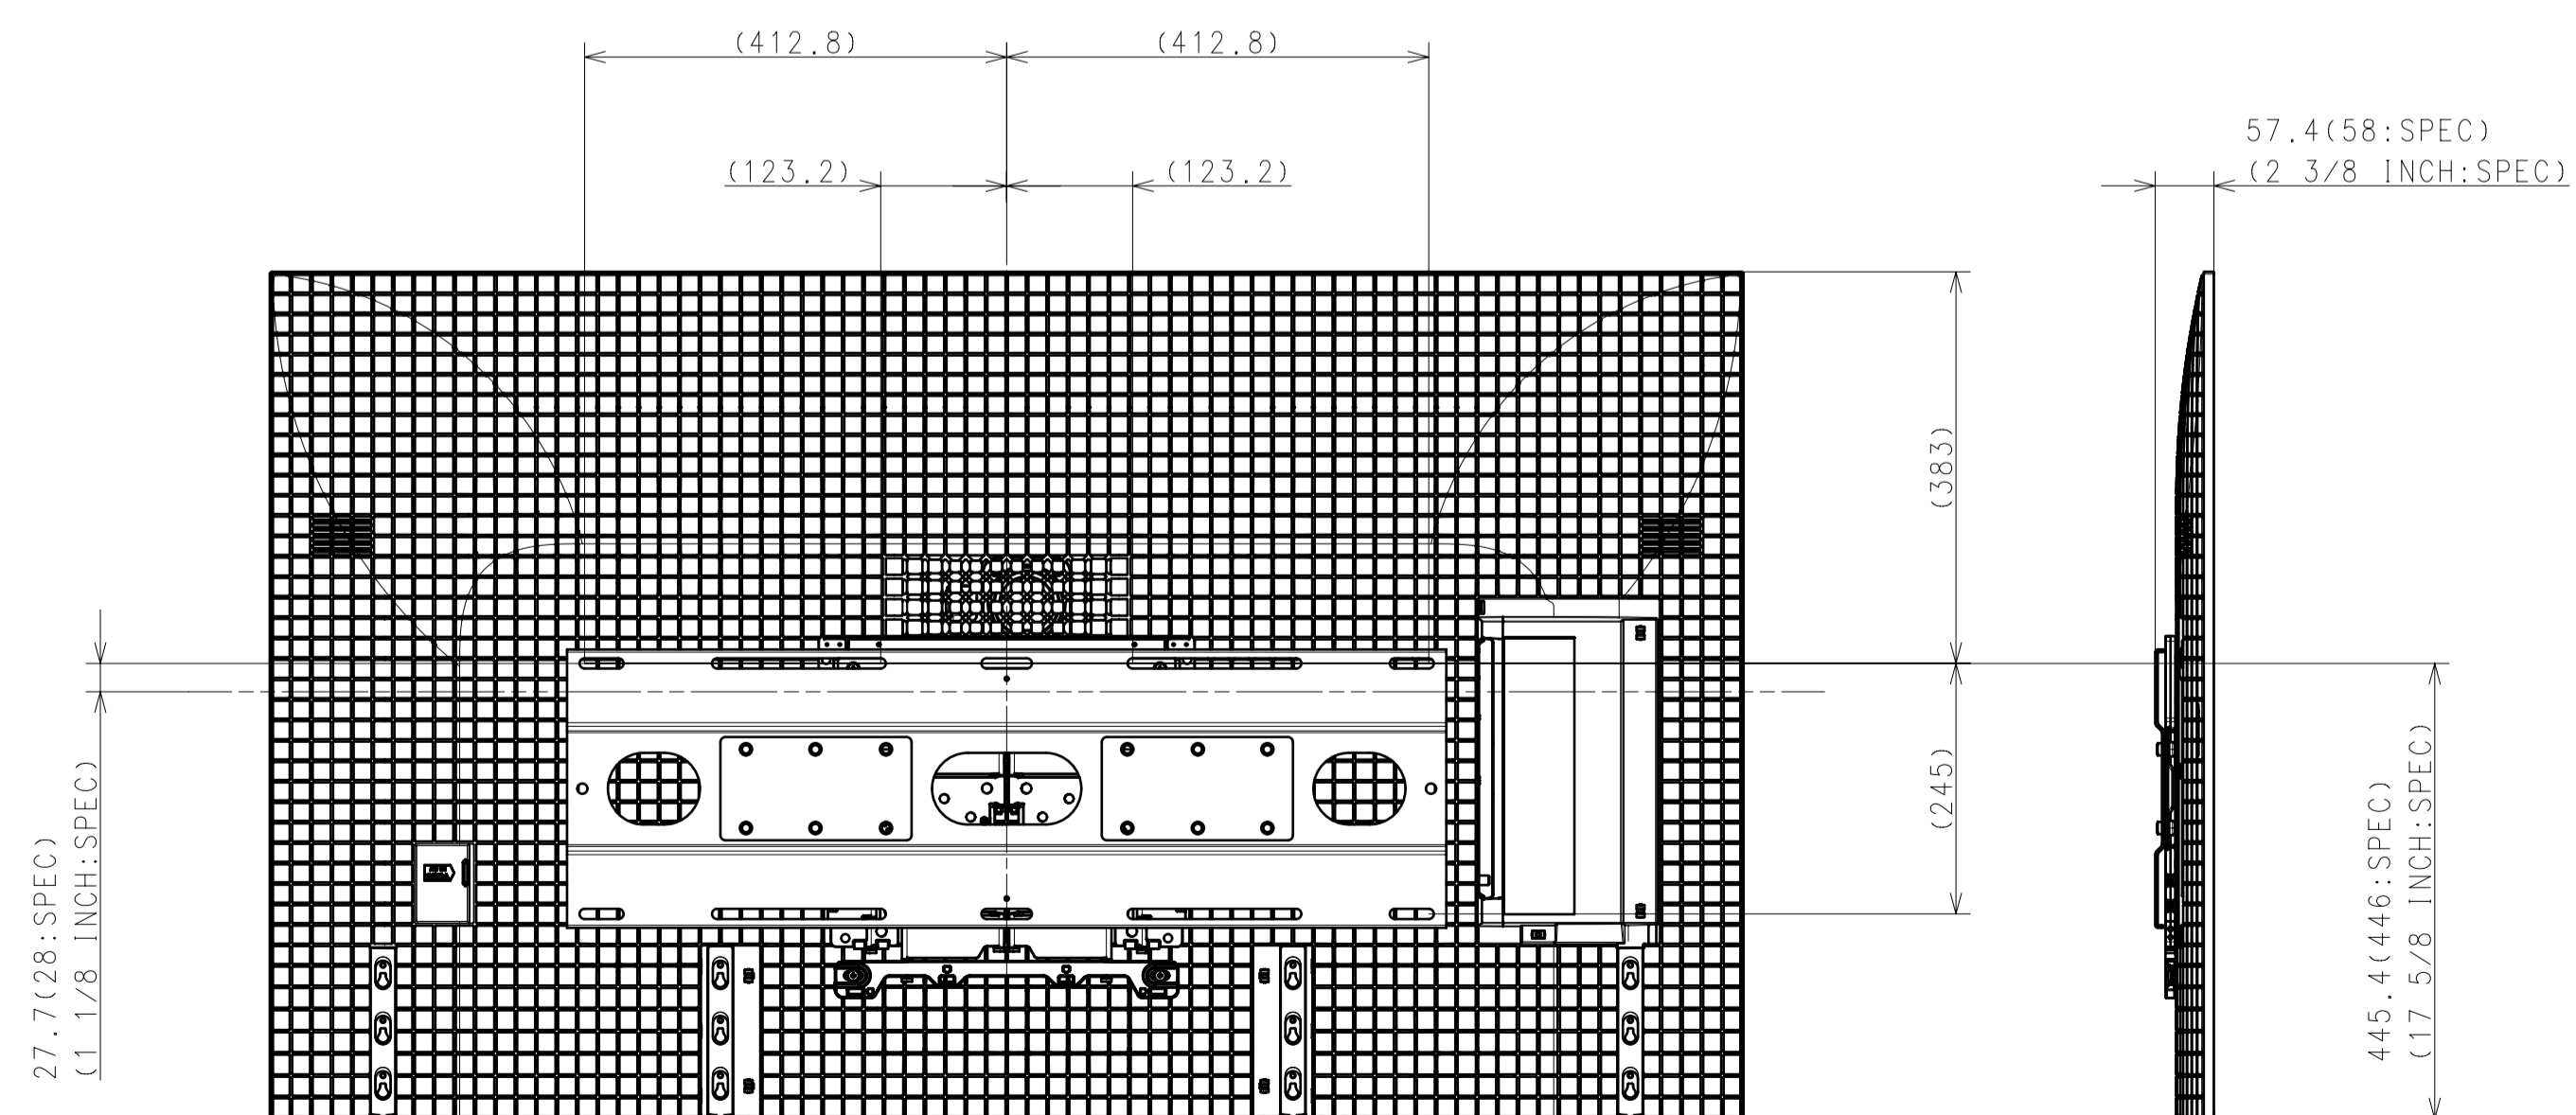 (412.8)
(412.8)
57.4(58:SPEC)
(2 3/8 INCH:SPEC)
(123.2)
(123.2)
(383)
(245)
27.7(28:SPEC)
(1 1/8 INCH:SPEC)
445.4(446:SPEC)
(17 5/8 INCH:SPEC)